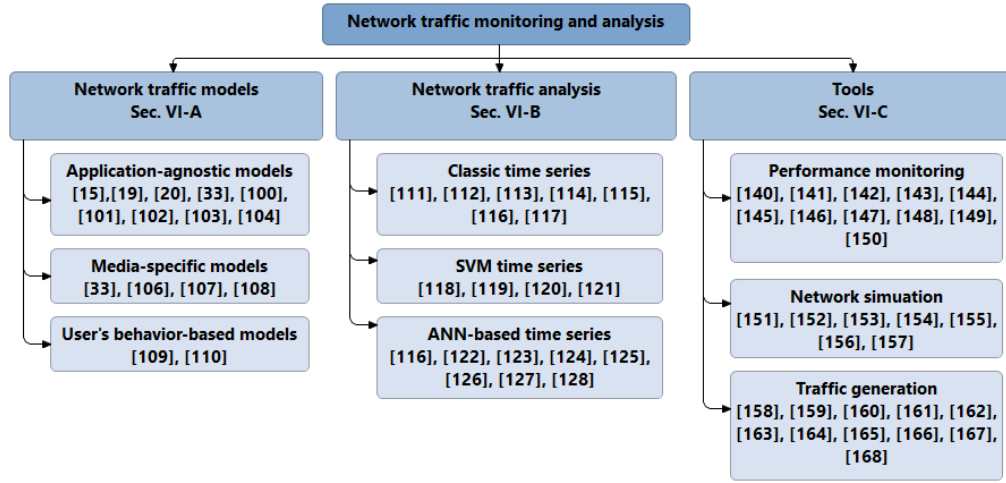 Network traffic monitoring and analysis
Network traffic models
Sec. VI-A
Application-agnostic models
[15],[19], [20], [33], [100],
[101], [102], [103], [104]
Media-specific models
[33], [106], [107], [108]
User's behavior-based models
[109], [110]
Network traffic analysis
Sec. VI-B
Classic time series
[111], [112], [113], [114], [115],
[116], [117]
SVM time series
[118], [119], [120], [121]
ANN-based time series
[116], [122], [123], [124], [125],
[126], [127], [128]
Tools
Sec. VI-C
Performance monitoring
[140], [141], [142], [143], [144],
[145], [146], [147], [148], [149],
[150]
Network simuation
[151], [152], [153], [154], [155],
[156], [157]
Traffic generation
[158], [159], [160], [161], [162],
[163], [164], [165], [166], [167],
[168]